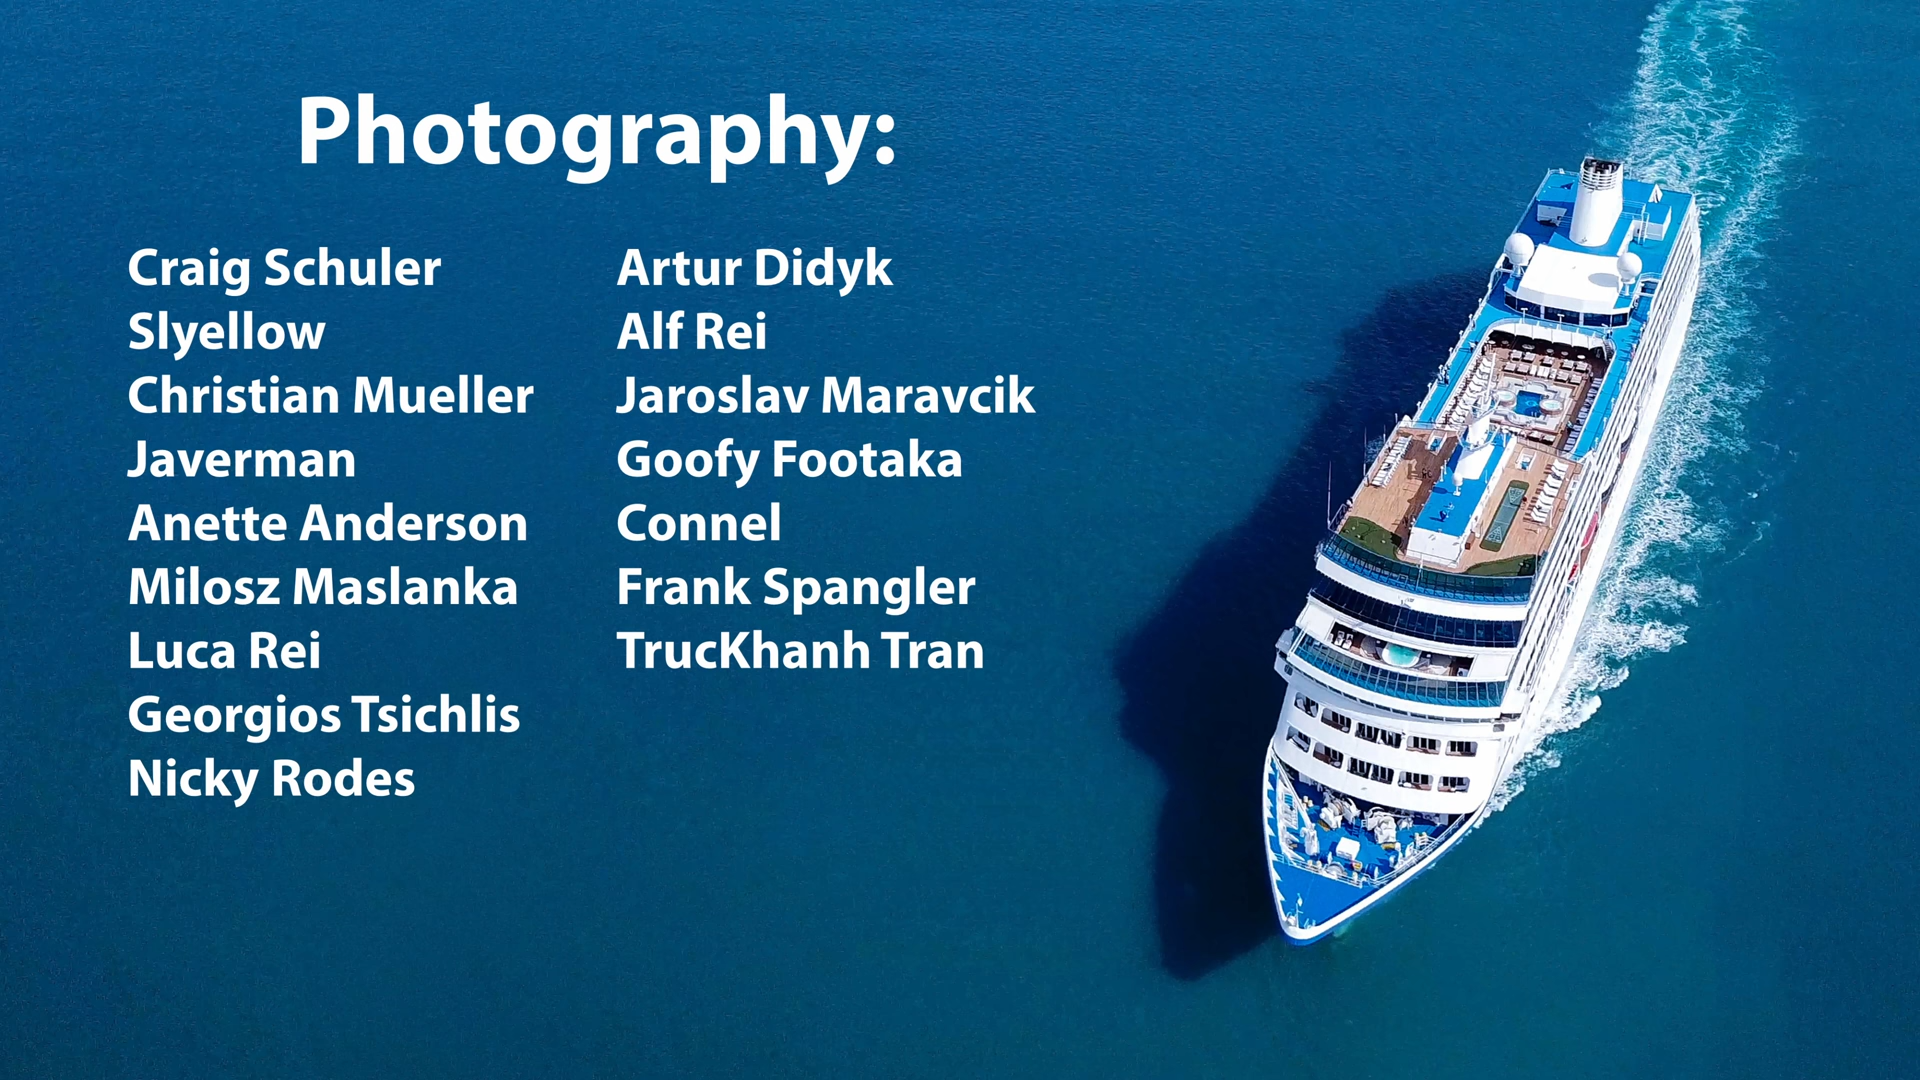 Photography:
Craig Schuler
Slyellow
Christian Mueller
Javerman
Anette Anderson
Milosz Maslanka
Luca Rei
Georgios Tsichlis
Nicky Rodes
Artur Didyk
Alf Rei
Jaroslav Maravcik
Goofy Footaka
Connel
Frank Spangler
TrucKhanh Tran